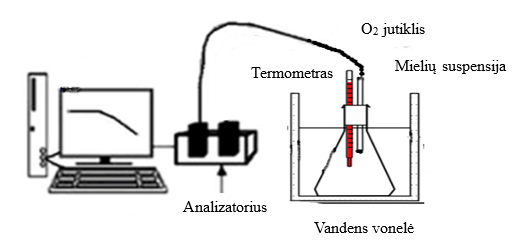 O₂ jutiklis
Termometras
Mielių suspensija
Analizatorius
Vandens vonelė